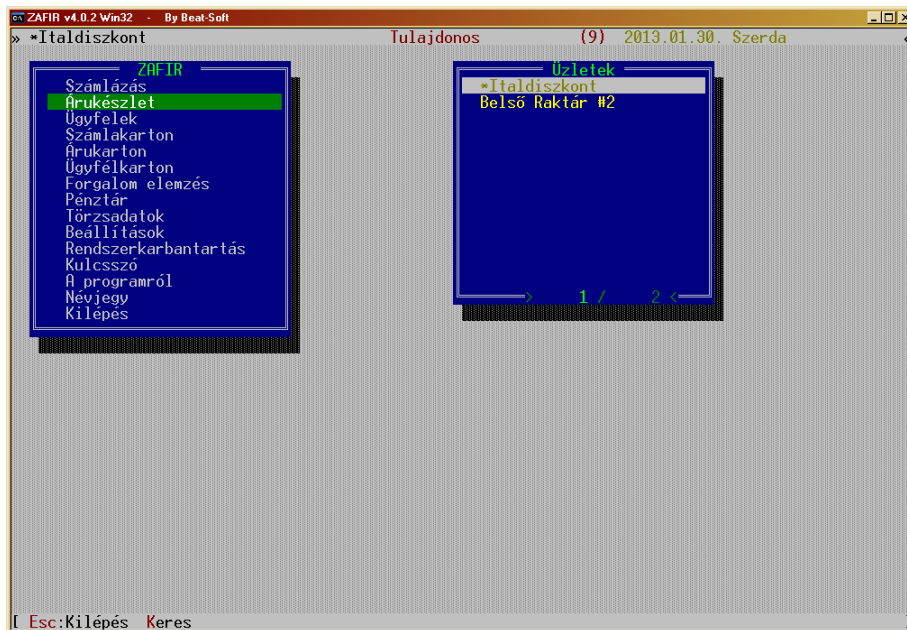 ZAFIR v4.0.2 Win32 - By Beat-Soft
» *Italdiszkont Tulajdonos (9) 2013.01.30. Szerda «
ZAFIR
Számlázás
Árukészlet
Ügyfelek
Számlakarton
Árukarton
Ügyfélkarton
Forgalom elemzés
Pénztár
Törzsadatok
Beállítások
Rendszerkarbantartás
Kulcsszó
A programról
Névjegy
Kilépés
Üzletek
*Italdiszkont
Belső Raktár #2
> 1 / 2 <
[ Esc:Kilépés Keres ]